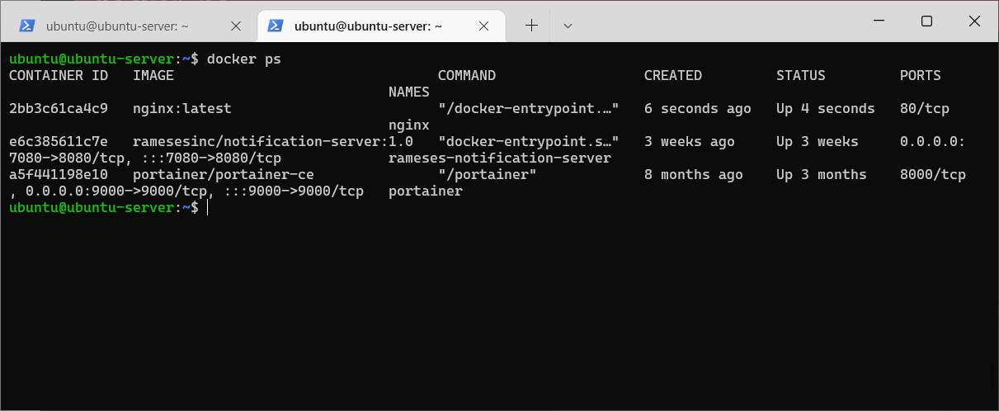 ubuntu@ubuntu-server: ~
ubuntu@ubuntu-server: ~
ubuntu@ubuntu-server:~$ docker ps
CONTAINER ID   IMAGE                                COMMAND                  CREATED         STATUS         PORTS
                                              NAMES
2bb3c61ca4c9   nginx:latest                         "/docker-entrypoint.…"   6 seconds ago   Up 4 seconds   80/tcp
                                              nginx
e6c385611c7e   ramesesinc/notification-server:1.0   "docker-entrypoint.s…"   3 weeks ago     Up 3 weeks     0.0.0.0:
7080->8080/tcp, :::7080->8080/tcp             rameses-notification-server
a5f441198e10   portainer/portainer-ce               "/portainer"             8 months ago    Up 3 months    8000/tcp
, 0.0.0.0:9000->9000/tcp, :::9000->9000/tcp   portainer
ubuntu@ubuntu-server:~$